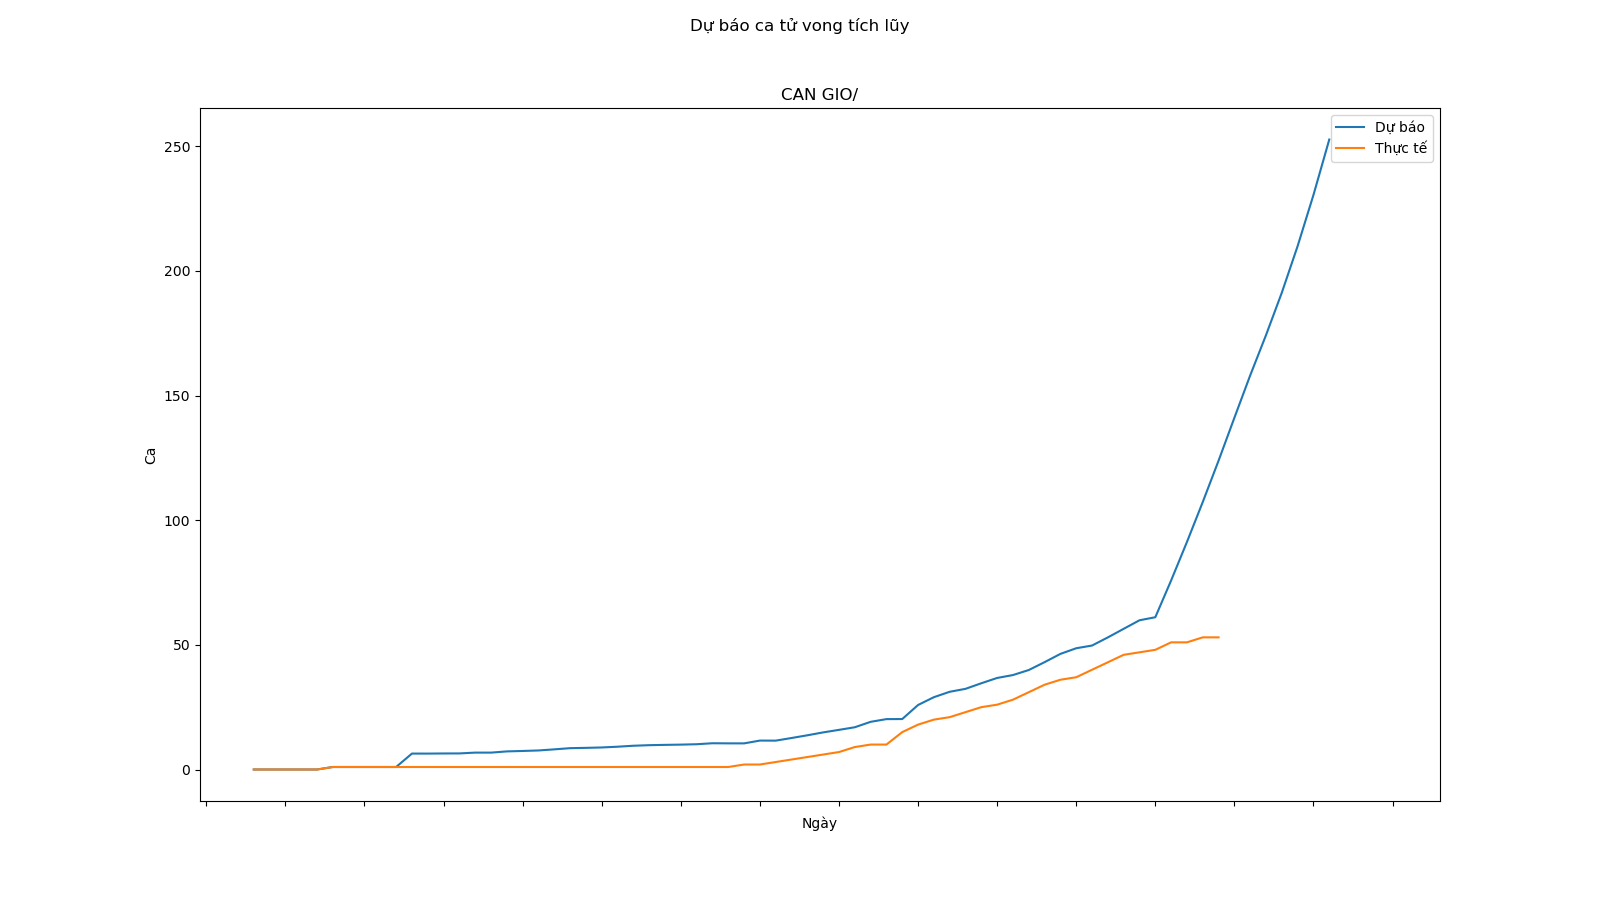 Dự báo ca tử vong tích lũy
CAN GIO/
Dự báo
Thực tế
250
200
150
100
50
0
Ca
Ngày